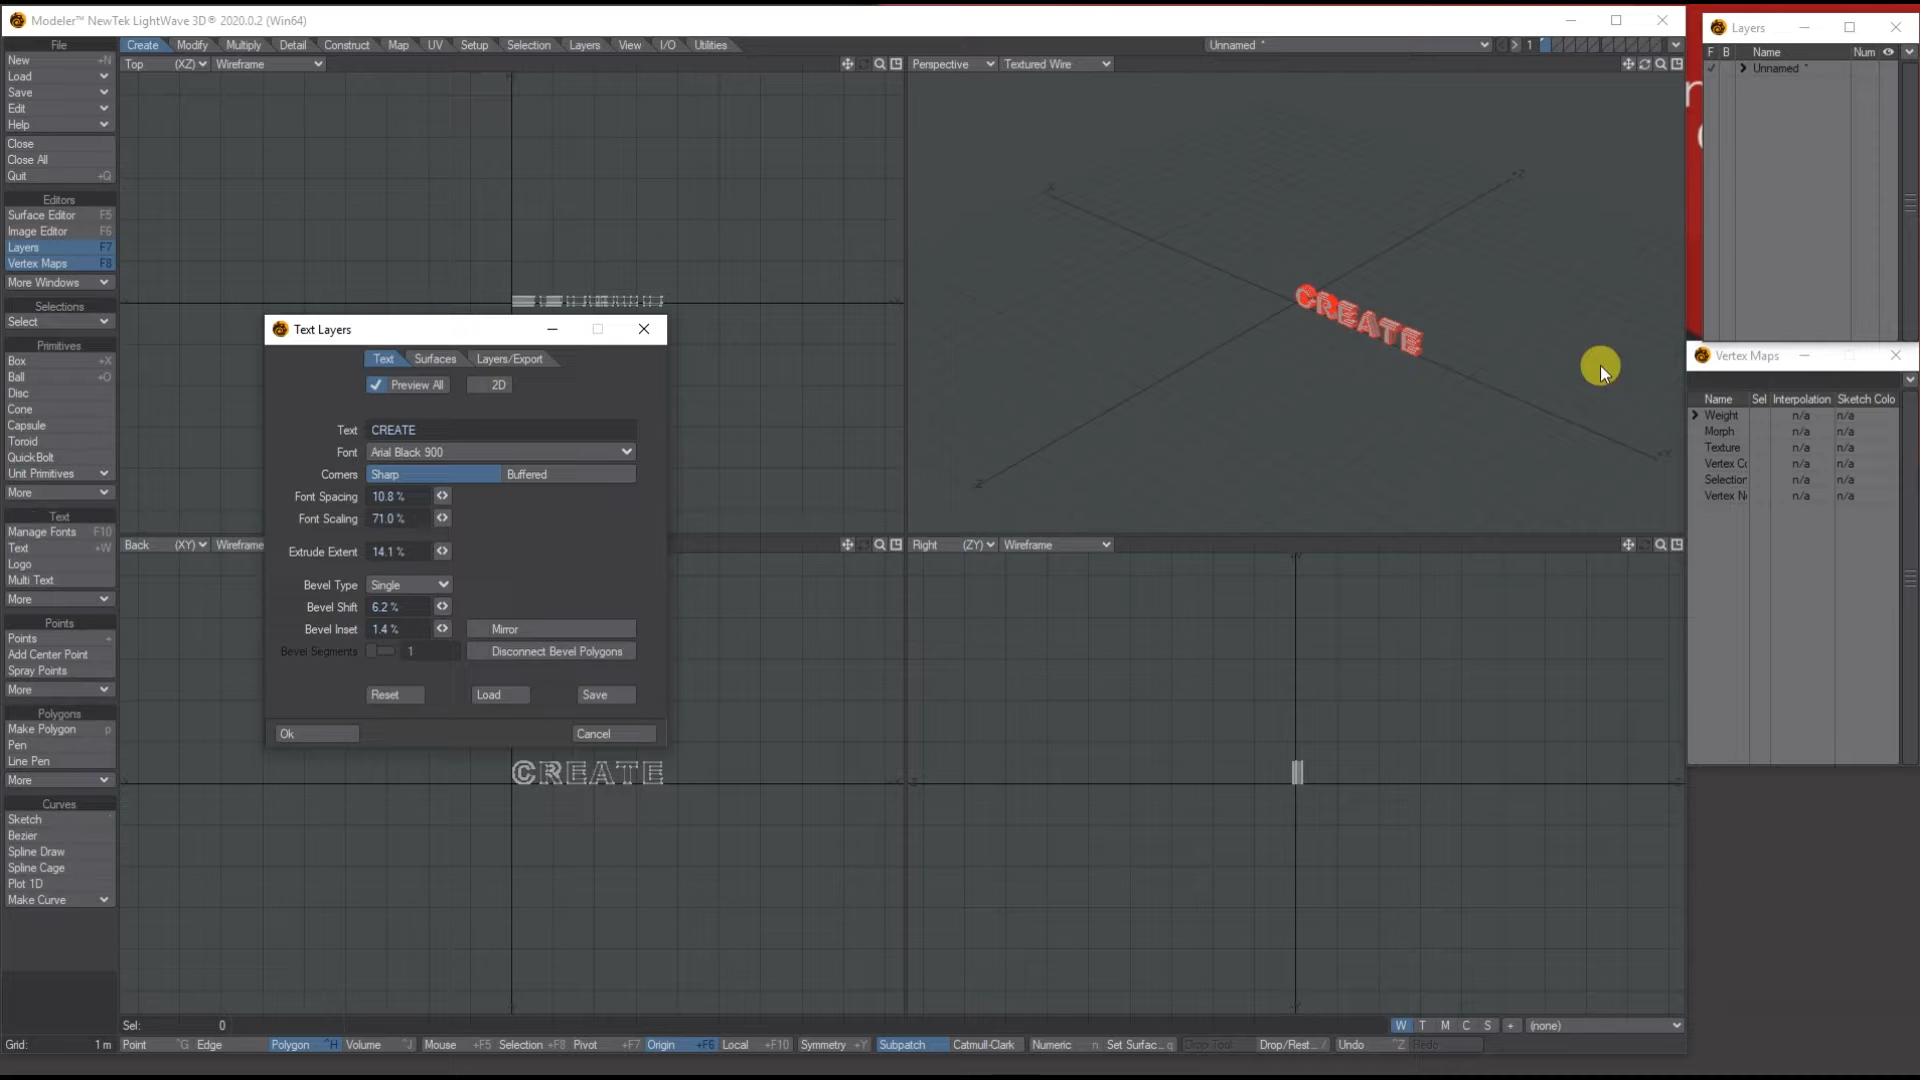 Modeler™ NewTek LightWave 3D® 2020.0.2 (Win64)
File Create Modify Multiply Detail Construct Map UV Setup Selection Layers View I/O Utilities Unnamed * 1
Top (XZ) Wireframe
Perspective Textured Wire
New +N
Load
Save
Edit
Help
Close
Close All
Quit +Q
Editors
Surface Editor F5
Image Editor F6
Layers F7
Vertex Maps F8
More Windows
Selections
Select
Primitives
Box +X
Ball +O
Disc
Cone
Capsule
Toroid
QuickBolt
Unit Primitives
More
Text
Manage Fonts F10
Text +W
Logo
Multi Text
More
Points
Points +
Add Center Point
Spray Points
More
Polygons
Make Polygon p
Pen
Line Pen
More
Curves
Sketch
Bezier
Spline Draw
Spline Cage
Plot 1D
Make Curve
CREATE
Text Layers
Text Surfaces Layers/Export
Preview All 2D
Text CREATE
Font Arial Black 900
Corners Sharp Buffered
Font Spacing 10.8 %
Font Scaling 71.0 %
Extrude Extent 14.1 %
Bevel Type Single
Bevel Shift 6.2 %
Bevel Inset 1.4 % Mirror
Bevel Segments 1 Disconnect Bevel Polygons
Reset Load Save
Ok Cancel
Back (XY) Wireframe
Right (ZY) Wireframe
CREATE
Layers
F B Name Num
Unnamed *
Vertex Maps
Name Sel Interpolation Sketch Colo
Weight n/a n/a
Morph n/a n/a
Texture n/a n/a
Vertex Co n/a n/a
Selection n/a n/a
Vertex N n/a n/a
Sel: 0
W T M C S + (none)
Grid: 1 m Point ^G Edge Polygon ^H Volume ^J Mouse +F5 Selection +F8 Pivot +F7 Origin +F6 Local +F10 Symmetry +Y Subpatch Catmull-Clark Numeric n Set Surfac... q Drop Tool Drop/Rest... / Undo ^Z Redo